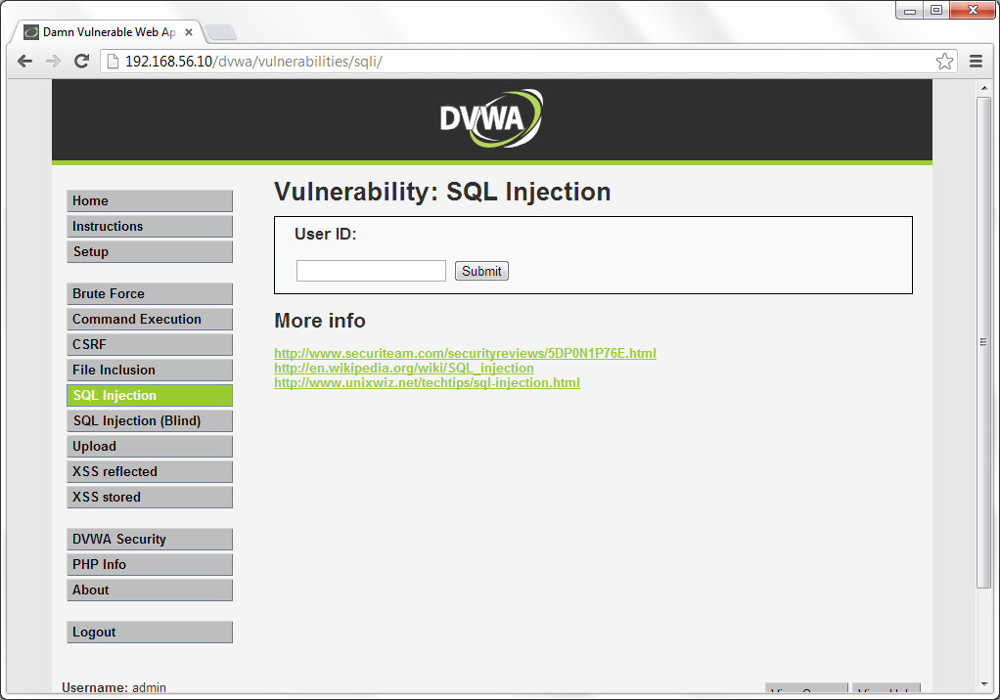 Damn Vulnerable Web Ap
192.168.56.10/dvwa/vulnerabilities/sqli/
DVWA
Home
Instructions
Setup
Brute Force
Command Execution
CSRF
File Inclusion
SQL Injection
SQL Injection (Blind)
Upload
XSS reflected
XSS stored
DVWA Security
PHP Info
About
Logout
Vulnerability: SQL Injection
User ID:
Submit
More info
http://www.securiteam.com/securityreviews/5DP0N1P76E.html
http://en.wikipedia.org/wiki/SQL_injection
http://www.unixwiz.net/techtips/sql-injection.html
Username: admin